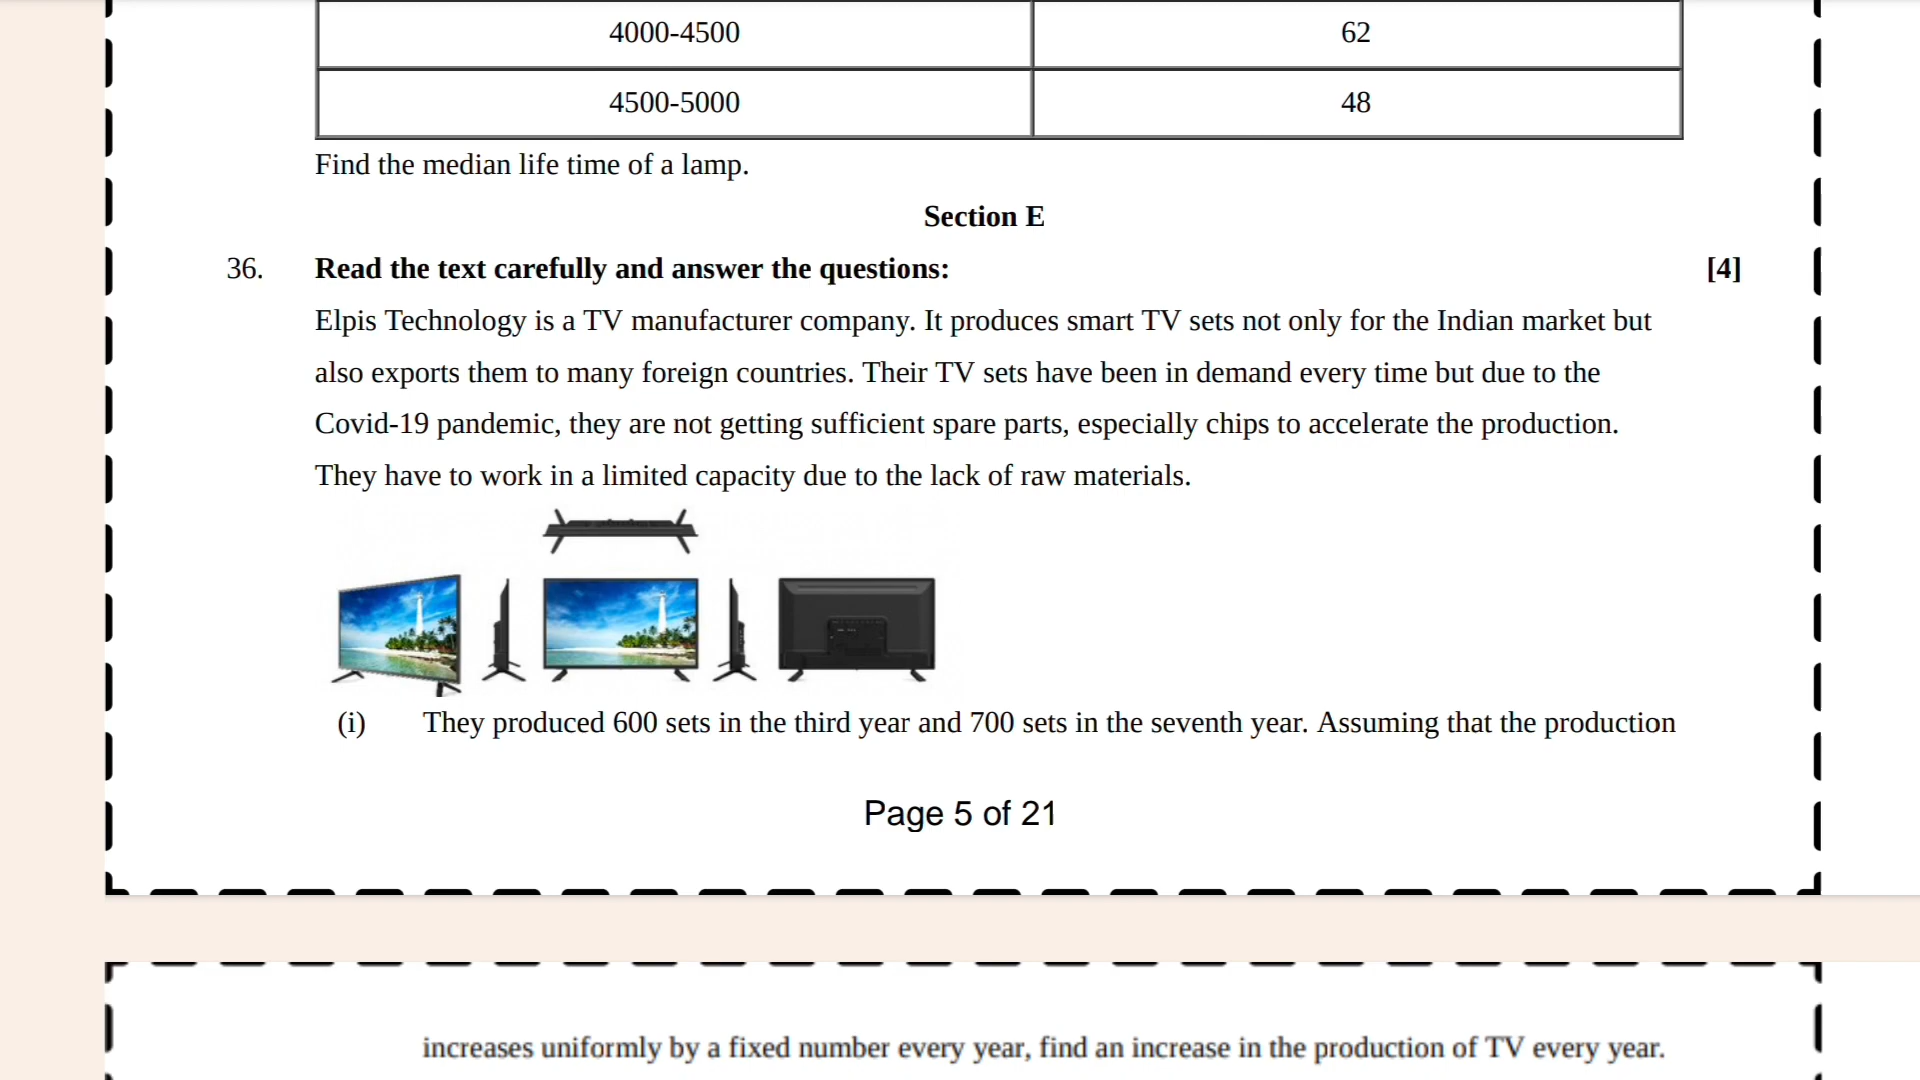 4000-4500 62
4500-5000 48
Find the median life time of a lamp.
Section E
36. Read the text carefully and answer the questions: [4]
Elpis Technology is a TV manufacturer company. It produces smart TV sets not only for the Indian market but
also exports them to many foreign countries. Their TV sets have been in demand every time but due to the
Covid-19 pandemic, they are not getting sufficient spare parts, especially chips to accelerate the production.
They have to work in a limited capacity due to the lack of raw materials.
(i) They produced 600 sets in the third year and 700 sets in the seventh year. Assuming that the production
Page 5 of 21
increases uniformly by a fixed number every year, find an increase in the production of TV every year.